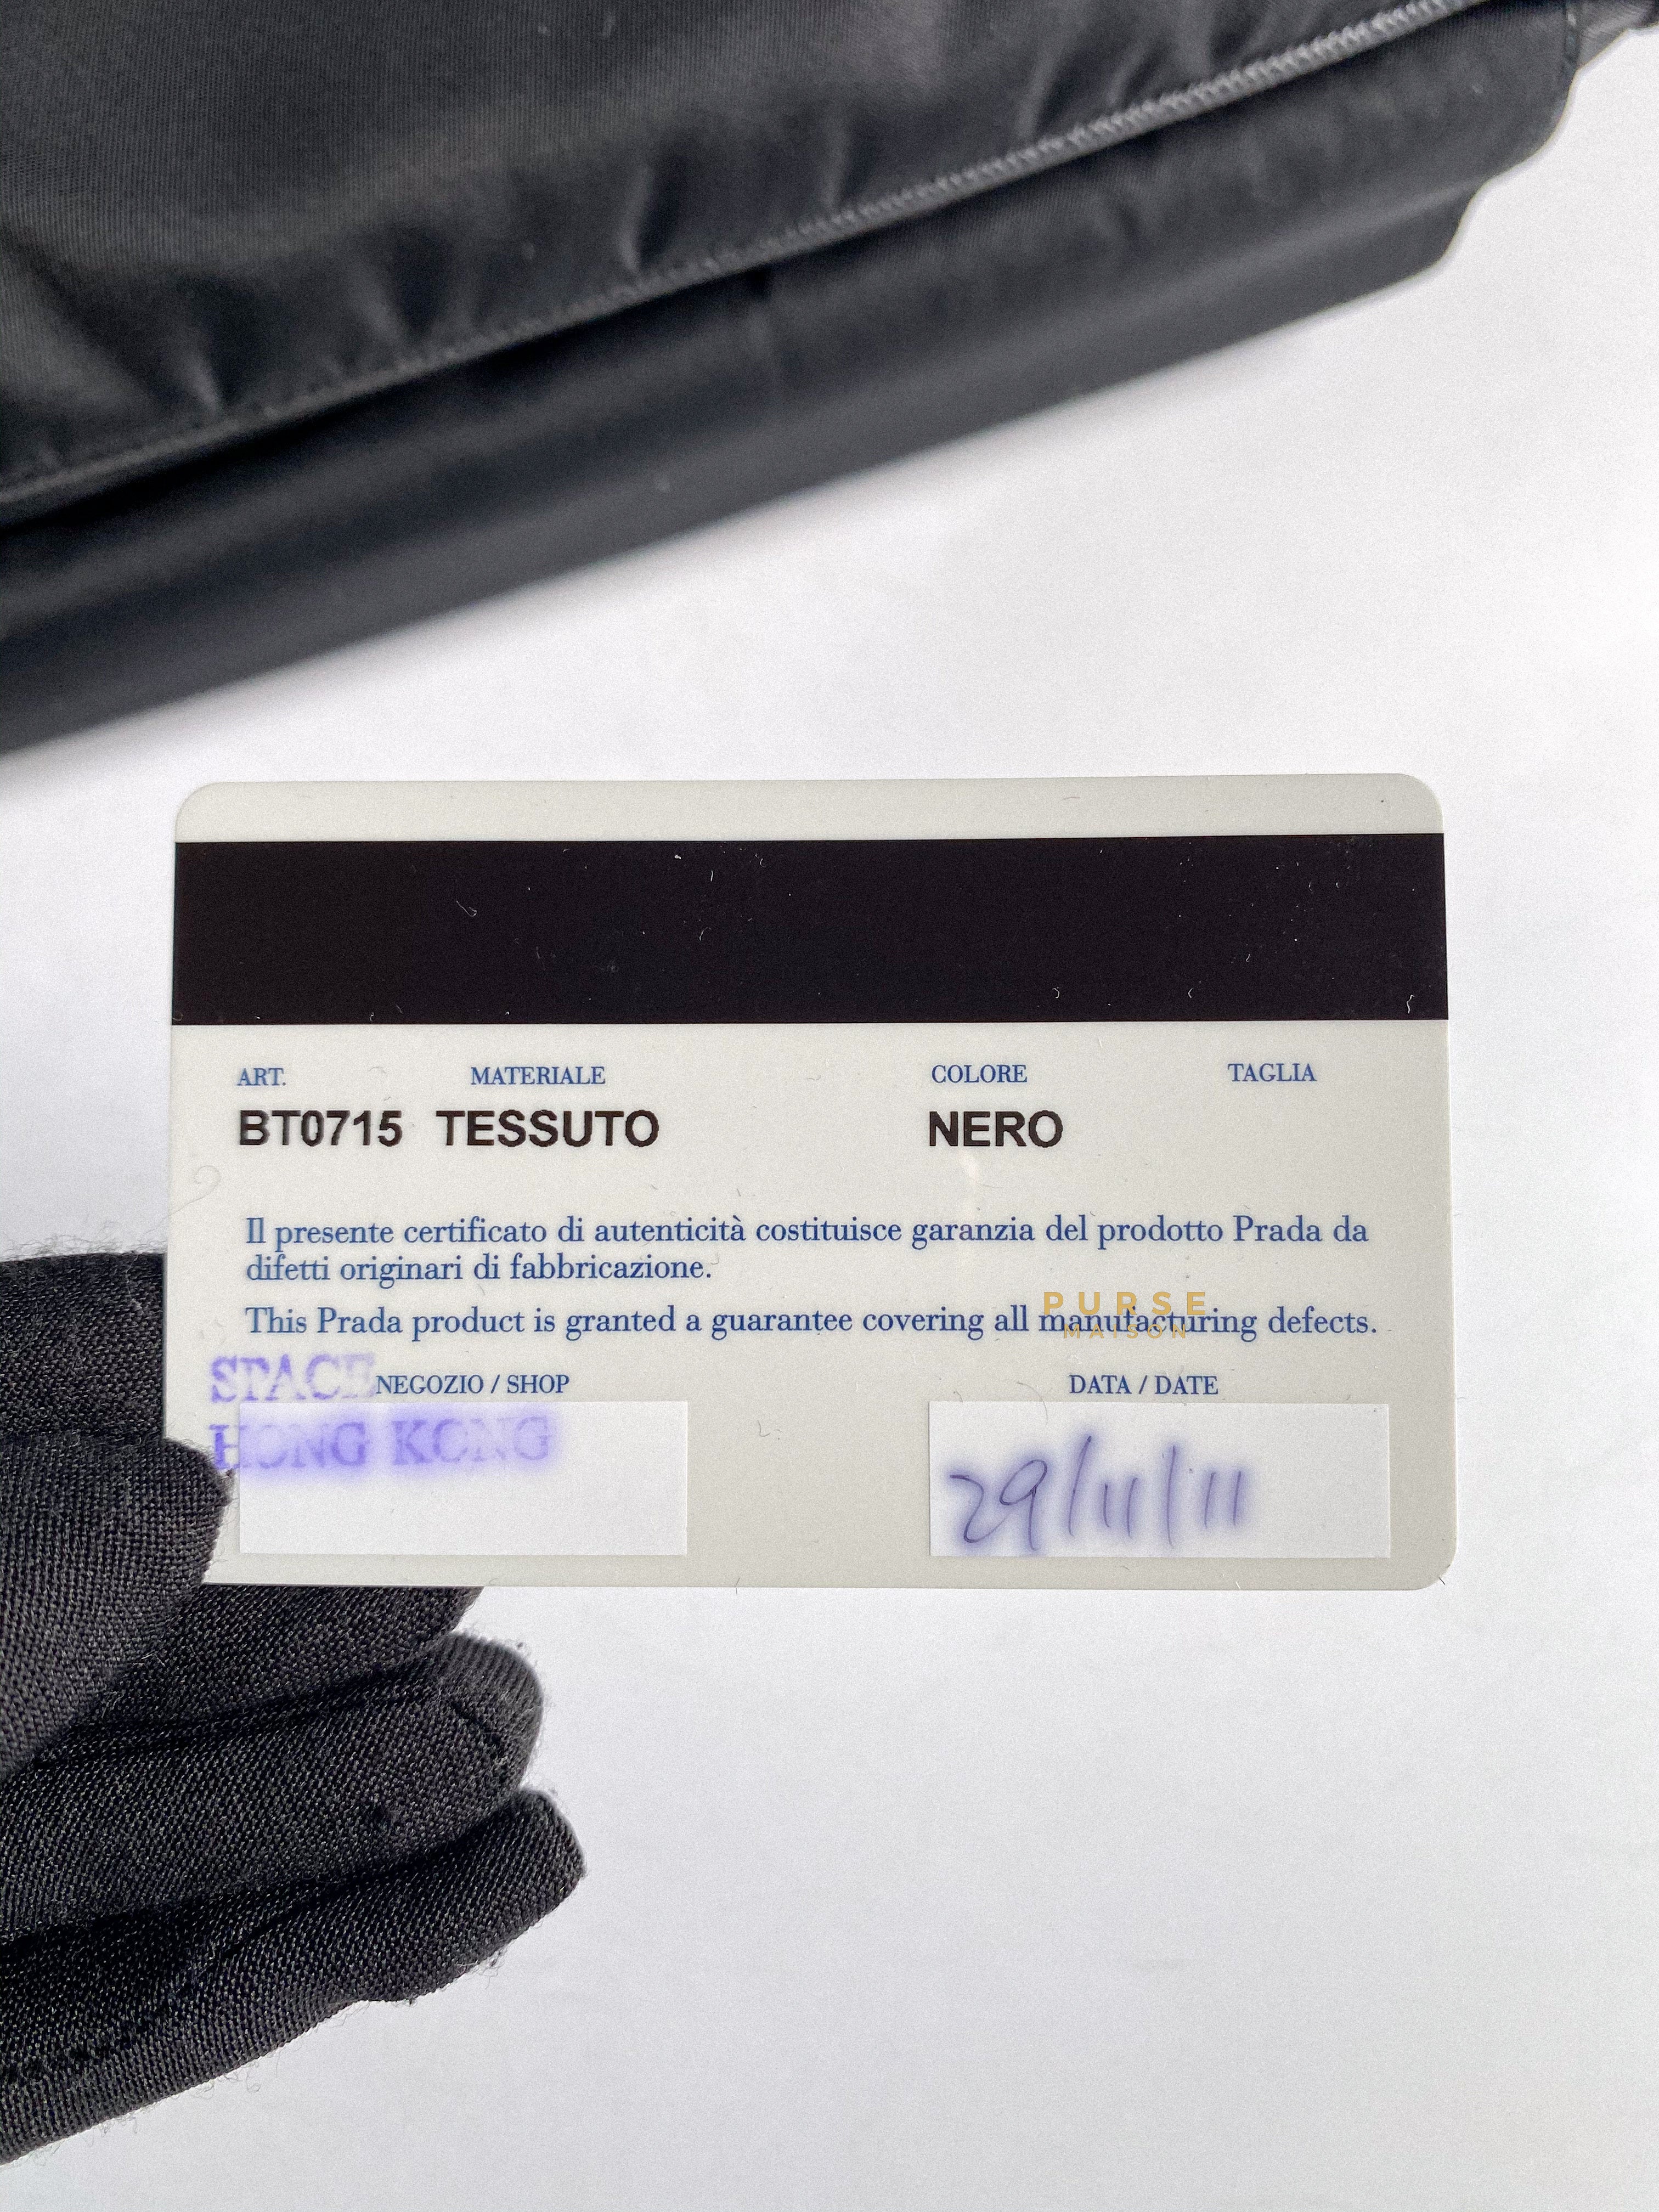 ART. MATERIALE COLORE TAGLIA
BT0715 TESSUTO NERO
Il presente certificato di autenticità costituisce garanzia del prodotto Prada da
difetti originari di fabbricazione.
This Prada product is granted a guarantee covering all manufacturing defects.
PURSE
MAISON
SPACE
NEGOZIO / SHOP DATA / DATE
HONG KONG
29/11/11